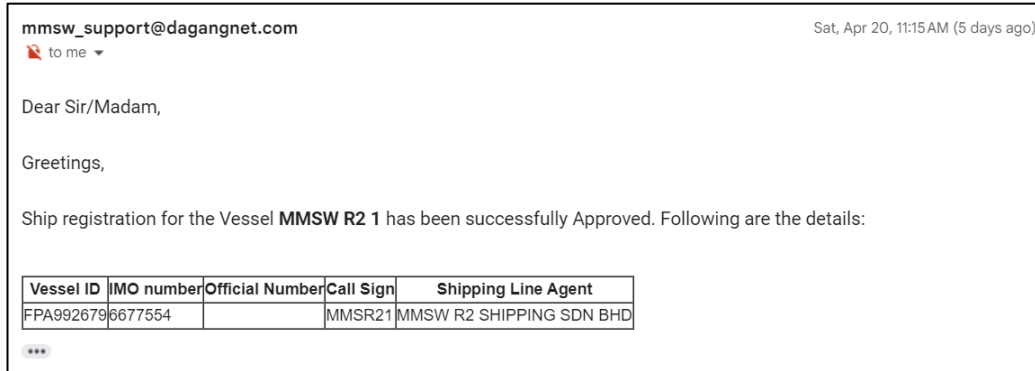 mmsw_support@dagangnet.com
Sat, Apr 20, 11:15 AM (5 days ago)
to me
Dear Sir/Madam,
Greetings,
Ship registration for the Vessel MMSW R2 1 has been successfully Approved. Following are the details:
Vessel ID IMO number Official Number Call Sign Shipping Line Agent
FPA992679 6677554 MMSR21 MMSW R2 SHIPPING SDN BHD